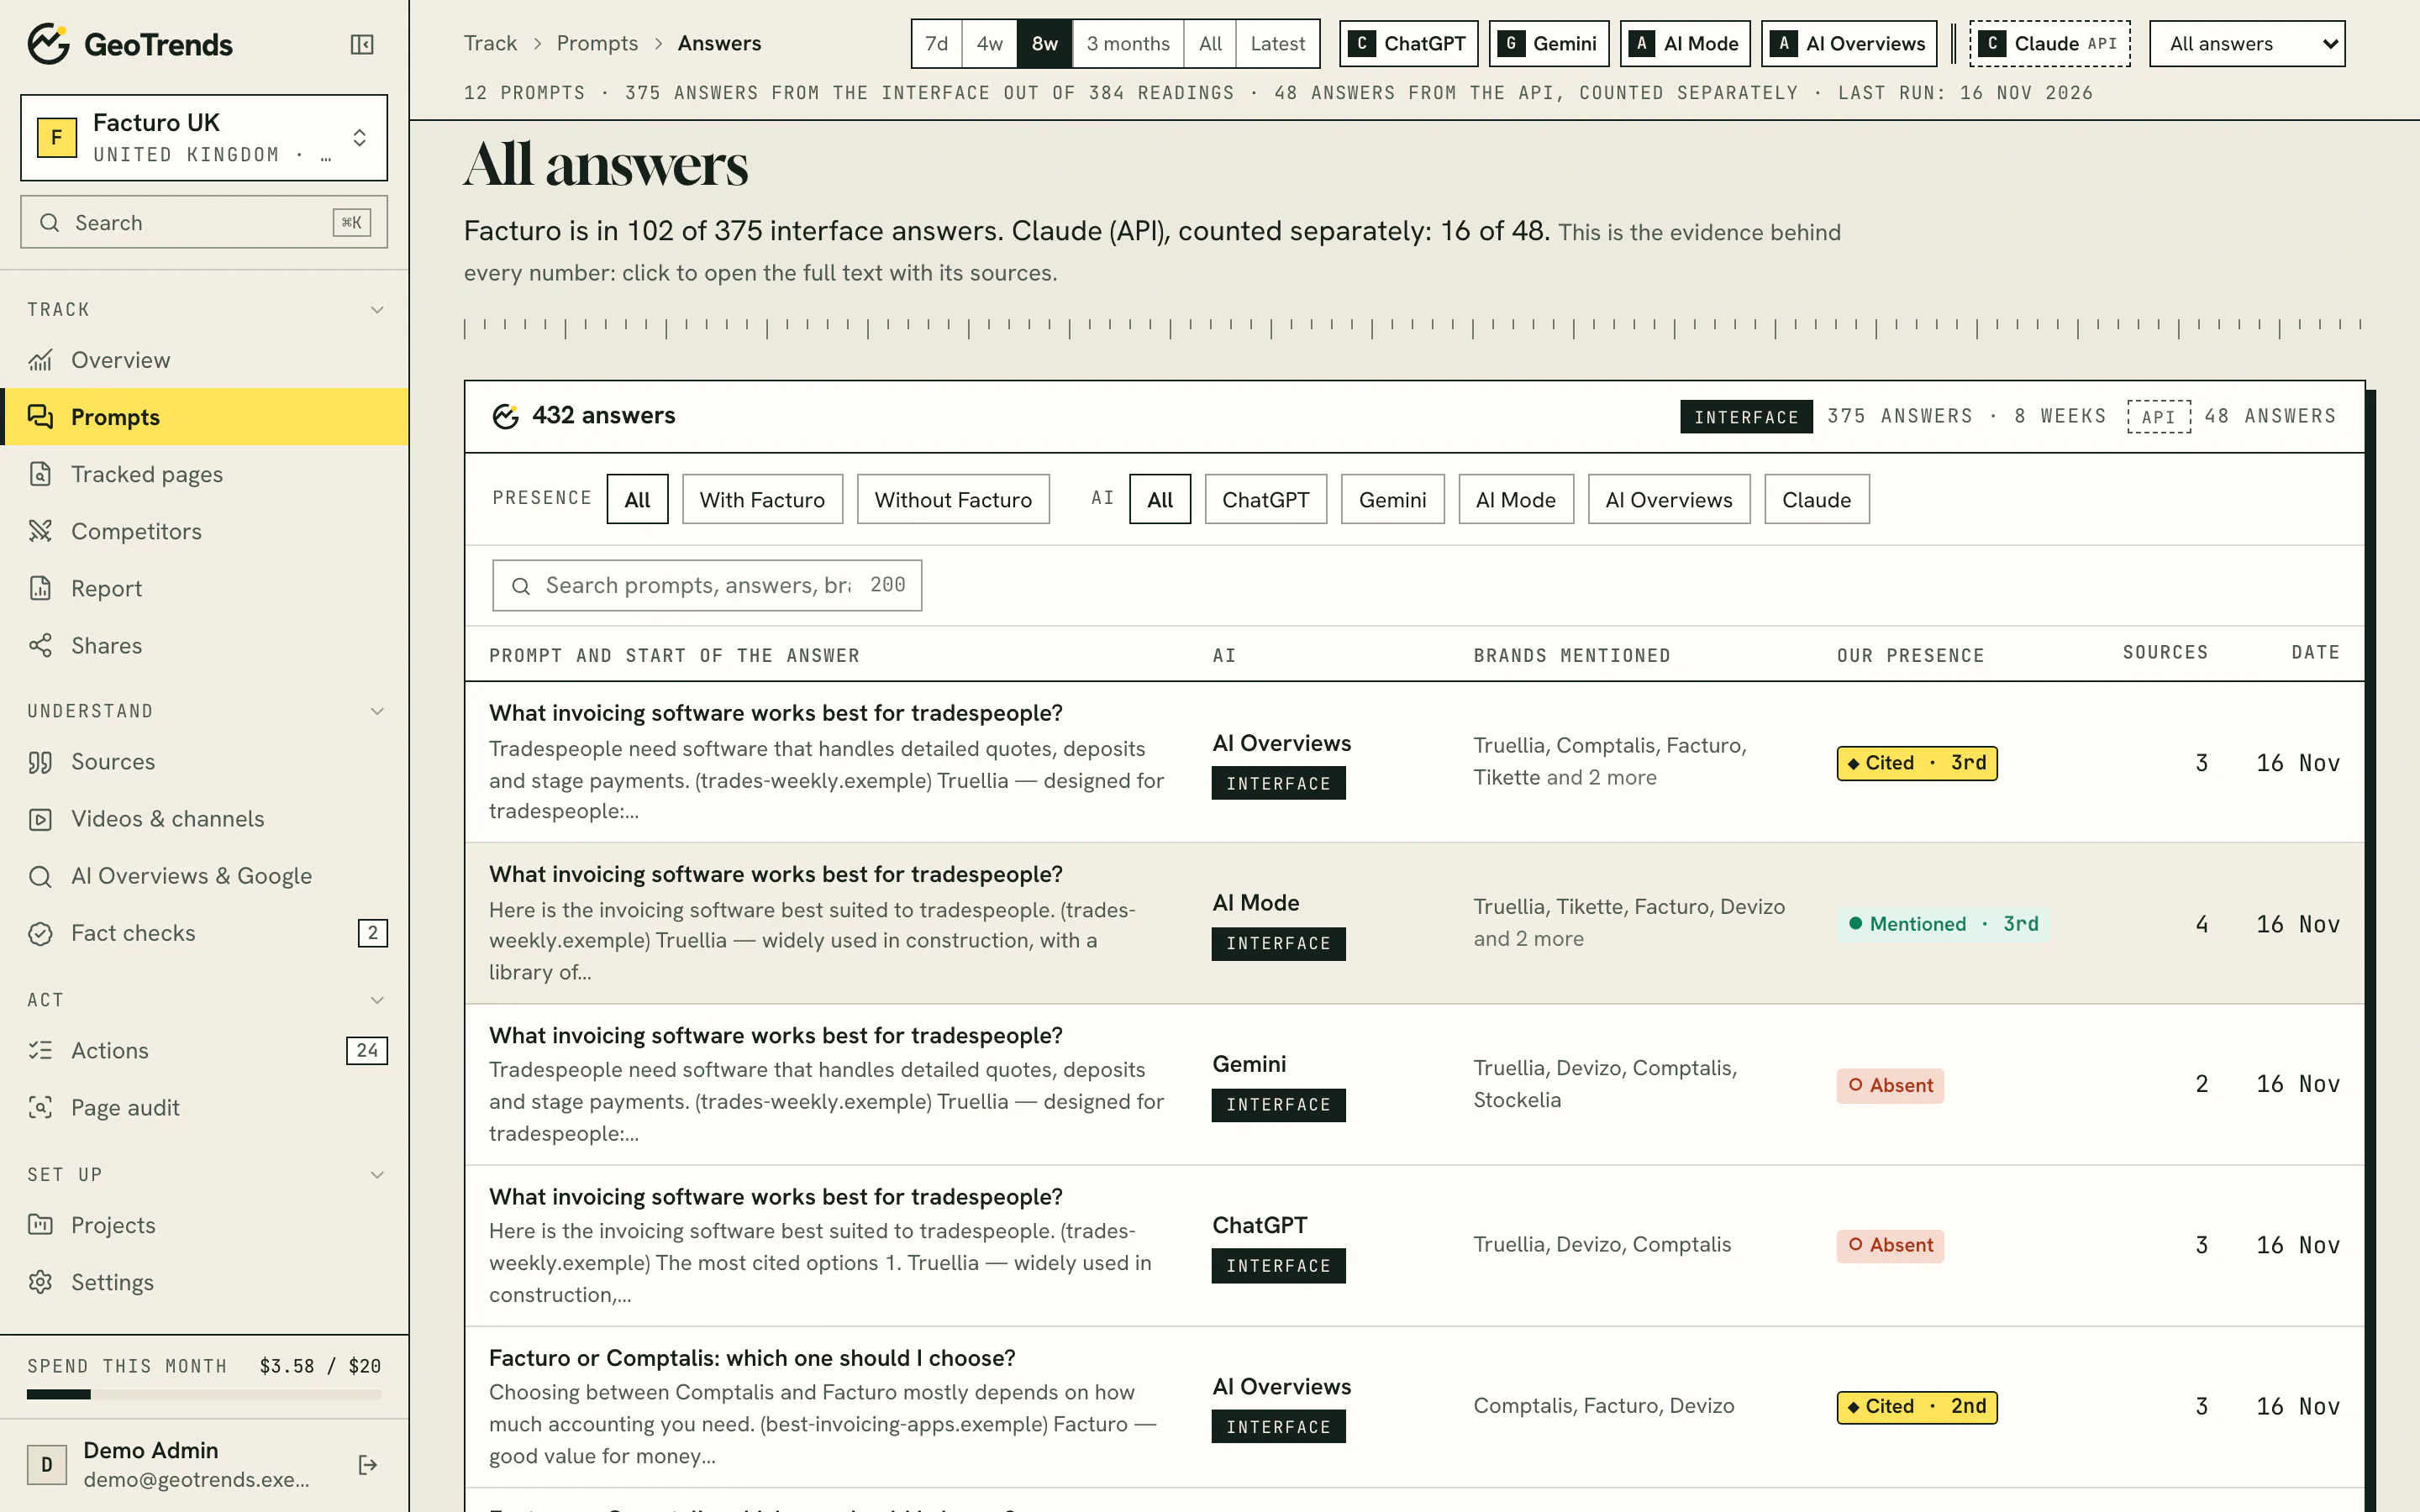 GeoTrends
F
Facturo UK
UNITED KINGDOM · …
Search
⌘K
TRACK
Overview
Prompts
Tracked pages
Competitors
Report
Shares
UNDERSTAND
Sources
Videos & channels
AI Overviews & Google
Fact checks
2
ACT
Actions
24
Page audit
SET UP
Projects
Settings
SPEND THIS MONTH $3.58 / $20
D
Demo Admin
demo@geotrends.exe…
Track > Prompts > Answers
7d 4w 8w 3 months All Latest
C ChatGPT G Gemini A AI Mode A AI Overviews C Claude API All answers
12 PROMPTS · 375 ANSWERS FROM THE INTERFACE OUT OF 384 READINGS · 48 ANSWERS FROM THE API, COUNTED SEPARATELY · LAST RUN: 16 NOV 2026
All answers
Facturo is in 102 of 375 interface answers. Claude (API), counted separately: 16 of 48. This is the evidence behind
every number: click to open the full text with its sources.
432 answers
INTERFACE 375 ANSWERS · 8 WEEKS API 48 ANSWERS
PRESENCE All With Facturo Without Facturo AI All ChatGPT Gemini AI Mode AI Overviews Claude
Search prompts, answers, 200
PROMPT AND START OF THE ANSWER AI BRANDS MENTIONED OUR PRESENCE SOURCES DATE
What invoicing software works best for tradespeople?
Tradespeople need software that handles detailed quotes, deposits
and stage payments. (trades-weekly.exemple) Truellia — designed for
tradespeople:…
AI Overviews
INTERFACE
Truellia, Comptalis, Facturo,
Tikette and 2 more
Cited · 3rd
3
16 Nov
What invoicing software works best for tradespeople?
Here is the invoicing software best suited to tradespeople. (trades-
weekly.exemple) Truellia — widely used in construction, with a
library of…
AI Mode
INTERFACE
Truellia, Tikette, Facturo, Devizo
and 2 more
Mentioned · 3rd
4
16 Nov
What invoicing software works best for tradespeople?
Tradespeople need software that handles detailed quotes, deposits
and stage payments. (trades-weekly.exemple) Truellia — designed for
tradespeople:…
Gemini
INTERFACE
Truellia, Devizo, Comptalis,
Stockelia
Absent
2
16 Nov
What invoicing software works best for tradespeople?
Here is the invoicing software best suited to tradespeople. (trades-
weekly.exemple) The most cited options 1. Truellia — widely used in
construction,…
ChatGPT
INTERFACE
Truellia, Devizo, Comptalis
Absent
3
16 Nov
Facturo or Comptalis: which one should I choose?
Choosing between Comptalis and Facturo mostly depends on how
much accounting you need. (best-invoicing-apps.exemple) Facturo —
good value for money…
AI Overviews
INTERFACE
Comptalis, Facturo, Devizo
Cited · 2nd
3
16 Nov